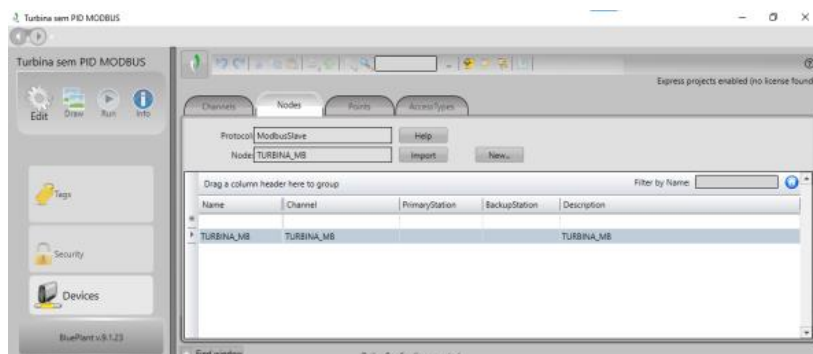 Turbina sem PID MODBUS
Turbina sem PID MODBUS
Edit Draw Run Info
Tags
Security
Devices
BluePlant v.9.1.23
Express projects enabled (no license found
Channels Nodes Points AccessTypes
Protocol: ModbusSlave Help
Node: TURBINA_MB Import New...
Drag a column header here to group Filter by Name:
Name Channel PrimaryStation BackupStation Description
TURBINA_MB TURBINA_MB TURBINA_MB
Find window